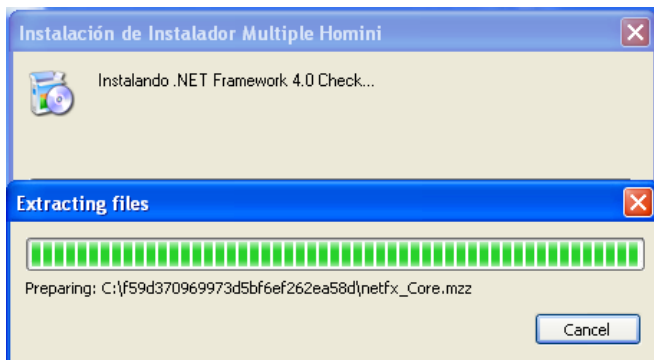 Instalación de Instalador Multiple Homini
Instalando .NET Framework 4.0 Check...
Extracting files
Preparing: C:\f59d370969973d5bf6ef262ea58d\netfx_Core.mzz
Cancel